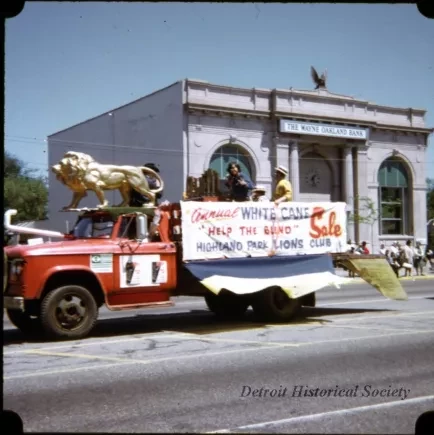 THE WAYNE OAKLAND BANK
Annual WHITE CANE Sale
"HELP THE BLIND"
HIGHLAND PARK LIONS CLUB
Detroit Historical Society